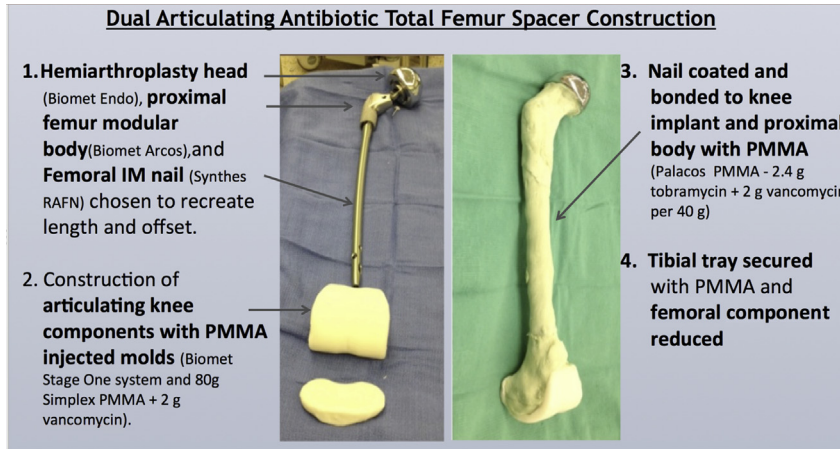 Dual Articulating Antibiotic Total Femur Spacer Construction
1.Hemiarthroplasty head
(Biomet Endo), proximal
femur modular
body(Biomet Arcos),and
Femoral IM nail (Synthes
RAFN) chosen to recreate
length and offset.
2. Construction of
articulating knee
components with PMMA
injected molds (Biomet
Stage One system and 80g
Simplex PMMA + 2 g
vancomycin).
3. Nail coated and
bonded to knee
implant and proximal
body with PMMA
(Palacos PMMA - 2.4 g
tobramycin + 2 g vancomycin
per 40 g)
4. Tibial tray secured
with PMMA and
femoral component
reduced